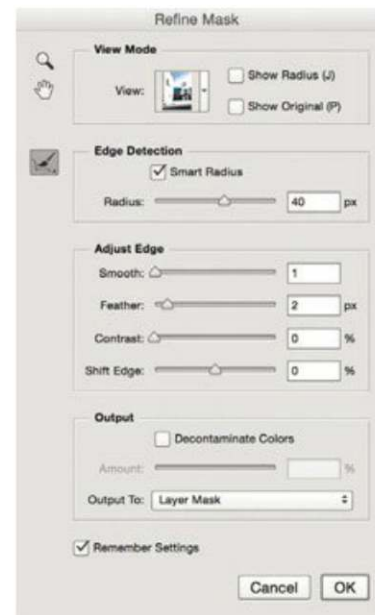 Refine Mask
View Mode
View:
Show Radius (J)
Show Original (P)
Edge Detection
Smart Radius
Radius: 40 px
Adjust Edge
Smooth: 1
Feather: 2 px
Contrast: 0 %
Shift Edge: 0 %
Output
Decontaminate Colors
Amount: %
Output To: Layer Mask
Remember Settings
Cancel OK